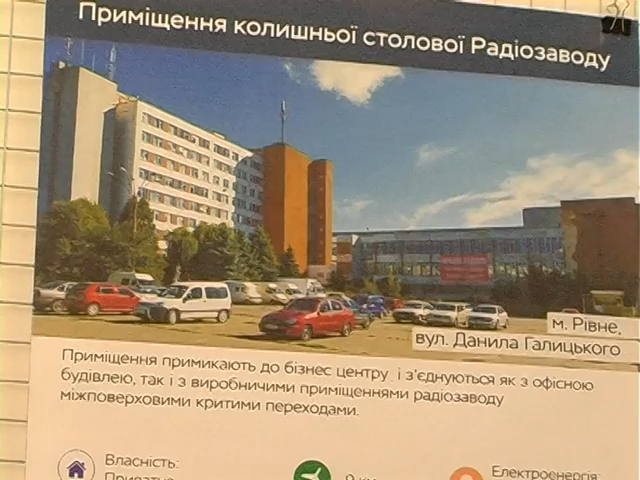 Приміщення колишньої столової Радіозаводу
м. Рівне,
вул. Данила Галицького
Приміщення примикають до бізнес центру і з'єднуються як з офісною
будівлею, так і з виробничими приміщеннями радіозаводу
міжповерховими критими переходами.
Власність:
Електроенергія: